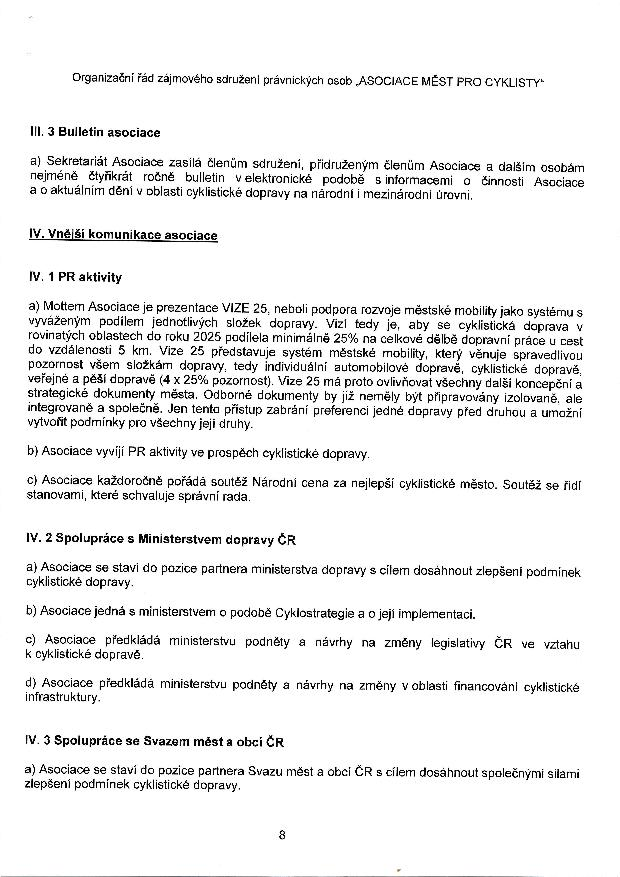 Organizační řád zájmového sdružení právnických osob „ASOCIACE MĚST PRO CYKLISTY“
III. 3 Bulletin asociace
a) Sekretariát Asociace zasílá členům sdružení, přidruženým členům Asociace a dalším osobám
nejméně čtyřikrát ročně bulletin v elektronické podobě s informacemi o činnosti Asociace
a o aktuálním dění v oblasti cyklistické dopravy na národní i mezinárodní úrovni.
IV. Vnější komunikace asociace
IV. 1 PR aktivity
a) Mottem Asociace je prezentace VIZE 25, neboli podpora rozvoje městské mobility jako systému s
vyváženým podílem jednotlivých složek dopravy. Vizí tedy je, aby se cyklistická doprava v
rovinatých oblastech do roku 2025 podílela minimálně 25% na celkové dělbě dopravní práce u cest
do vzdálenosti 5 km. Vize 25 představuje systém městské mobility, který věnuje spravedlivou
pozornost všem složkám dopravy, tedy individuální automobilové dopravě, cyklistické dopravě,
veřejné a pěší dopravě (4 x 25% pozornosti). Vize 25 má proto ovlivňovat všechny další koncepční a
strategické dokumenty města. Odborné dokumenty by již neměly být připravovány izolovaně, ale
integrovaně a společně. Jen tento přístup zabrání preferenci jedné dopravy před druhou a umožní
vytvořit podmínky pro všechny její druhy.
b) Asociace vyvíjí PR aktivity ve prospěch cyklistické dopravy.
c) Asociace každoročně pořádá soutěž Národní cena za nejlepší cyklistické město. Soutěž se řídí
stanovami, které schvaluje správní rada.
IV. 2 Spolupráce s Ministerstvem dopravy ČR
a) Asociace se staví do pozice partnera ministerstva dopravy s cílem dosáhnout zlepšení podmínek
cyklistické dopravy.
b) Asociace jedná s ministerstvem o podobě Cyklostrategie a o její implementaci.
c) Asociace předkládá ministerstvu podněty a návrhy na změny legislativy ČR ve vztahu
k cyklistické dopravě.
d) Asociace předkládá ministerstvu podněty a návrhy na změny v oblasti financování cyklistické
infrastruktury.
IV. 3 Spolupráce se Svazem měst a obcí ČR
a) Asociace se staví do pozice partnera Svazu měst a obcí ČR s cílem dosáhnout společnými silami
zlepšení podmínek cyklistické dopravy.
8